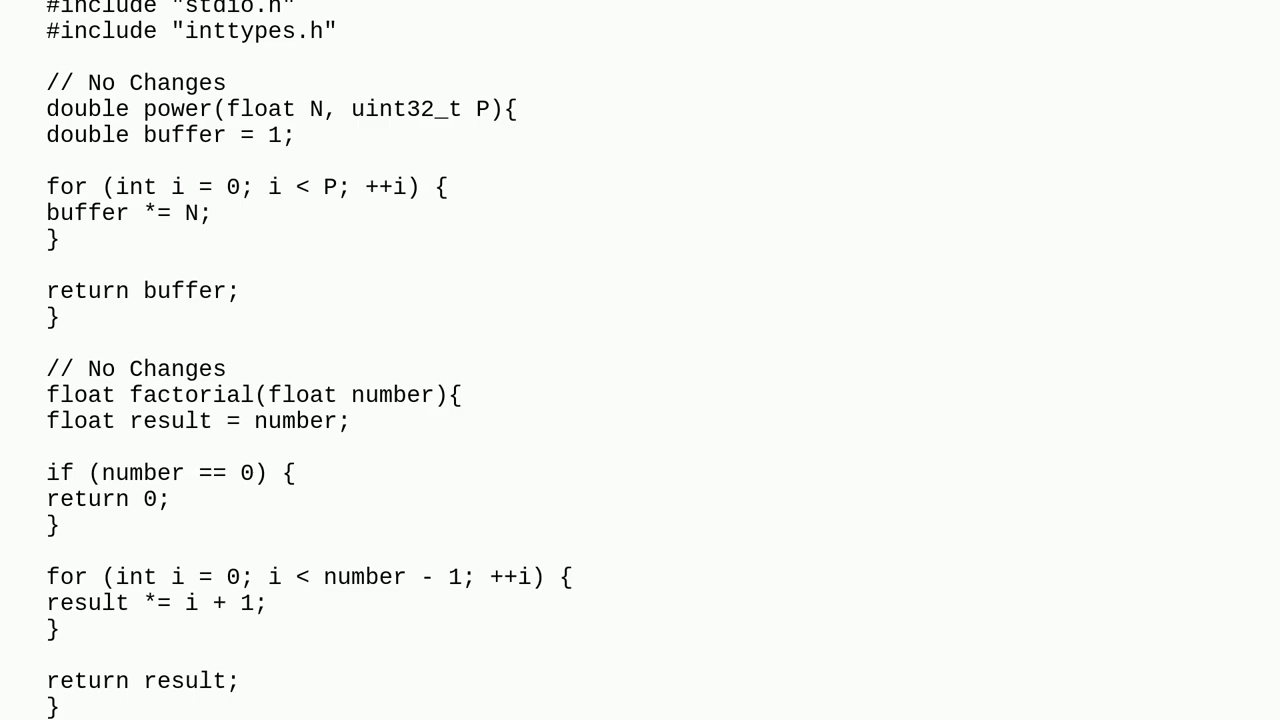 #include "stdio.h"
#include "inttypes.h"
// No Changes
double power(float N, uint32_t P){
double buffer = 1;
for (int i = 0; i < P; ++i) {
buffer *= N;
}
return buffer;
}
// No Changes
float factorial(float number){
float result = number;
if (number == 0) {
return 0;
}
for (int i = 0; i < number - 1; ++i) {
result *= i + 1;
}
return result;
}